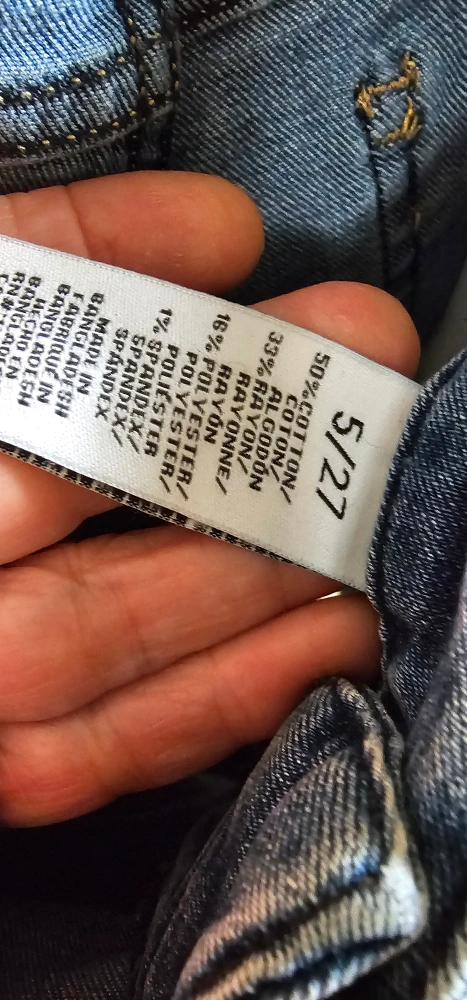 5/27
50%COTTON/
COTON/
ALGODÓN
33% RAYON/
RAYONNE/
RAYÓN
16% POLYESTER/
POLYESTER/
POLIÉSTER
1% SPANDEX/
SPANDEX/
SPANDEX
MADE IN
BANGLADESH
FABRIQUÉ EN
BANGLADESH
HECHO EN
BANGLADESH